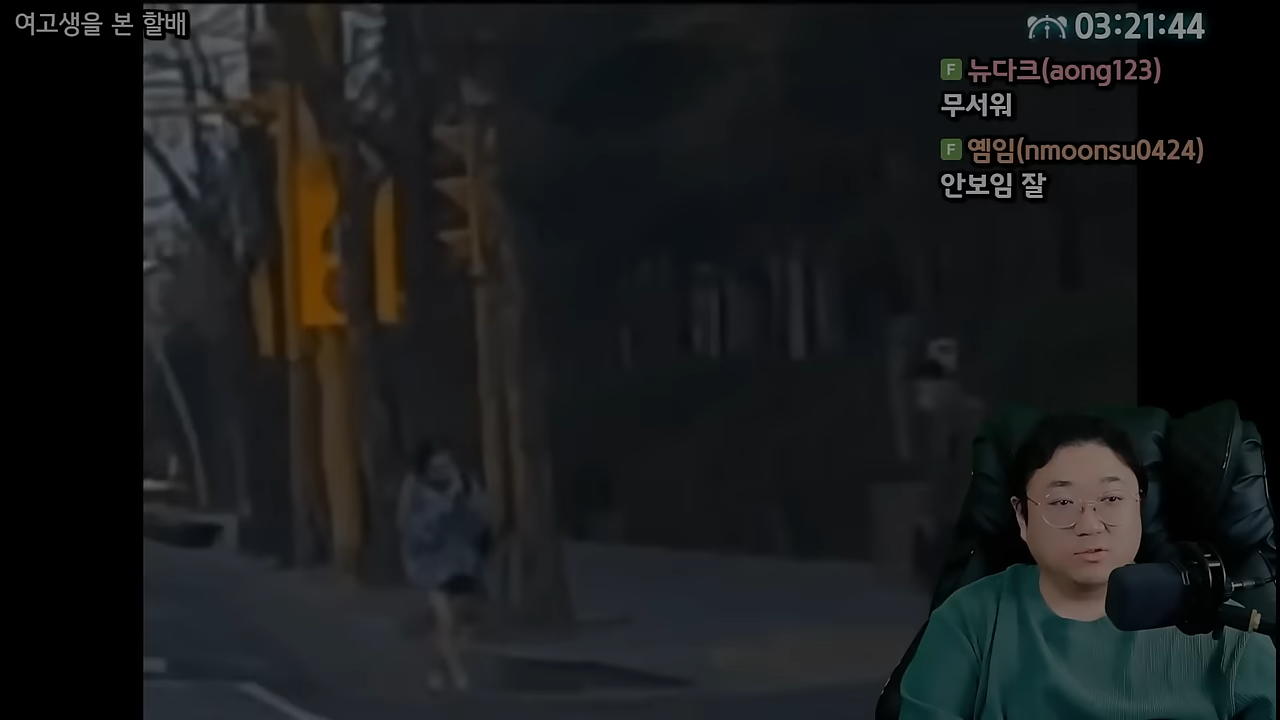 여고생을 본 할배
03:21:44
F 뉴다크(aong123)
무서워
F 옘임(nmoonsu0424)
안보임 잘